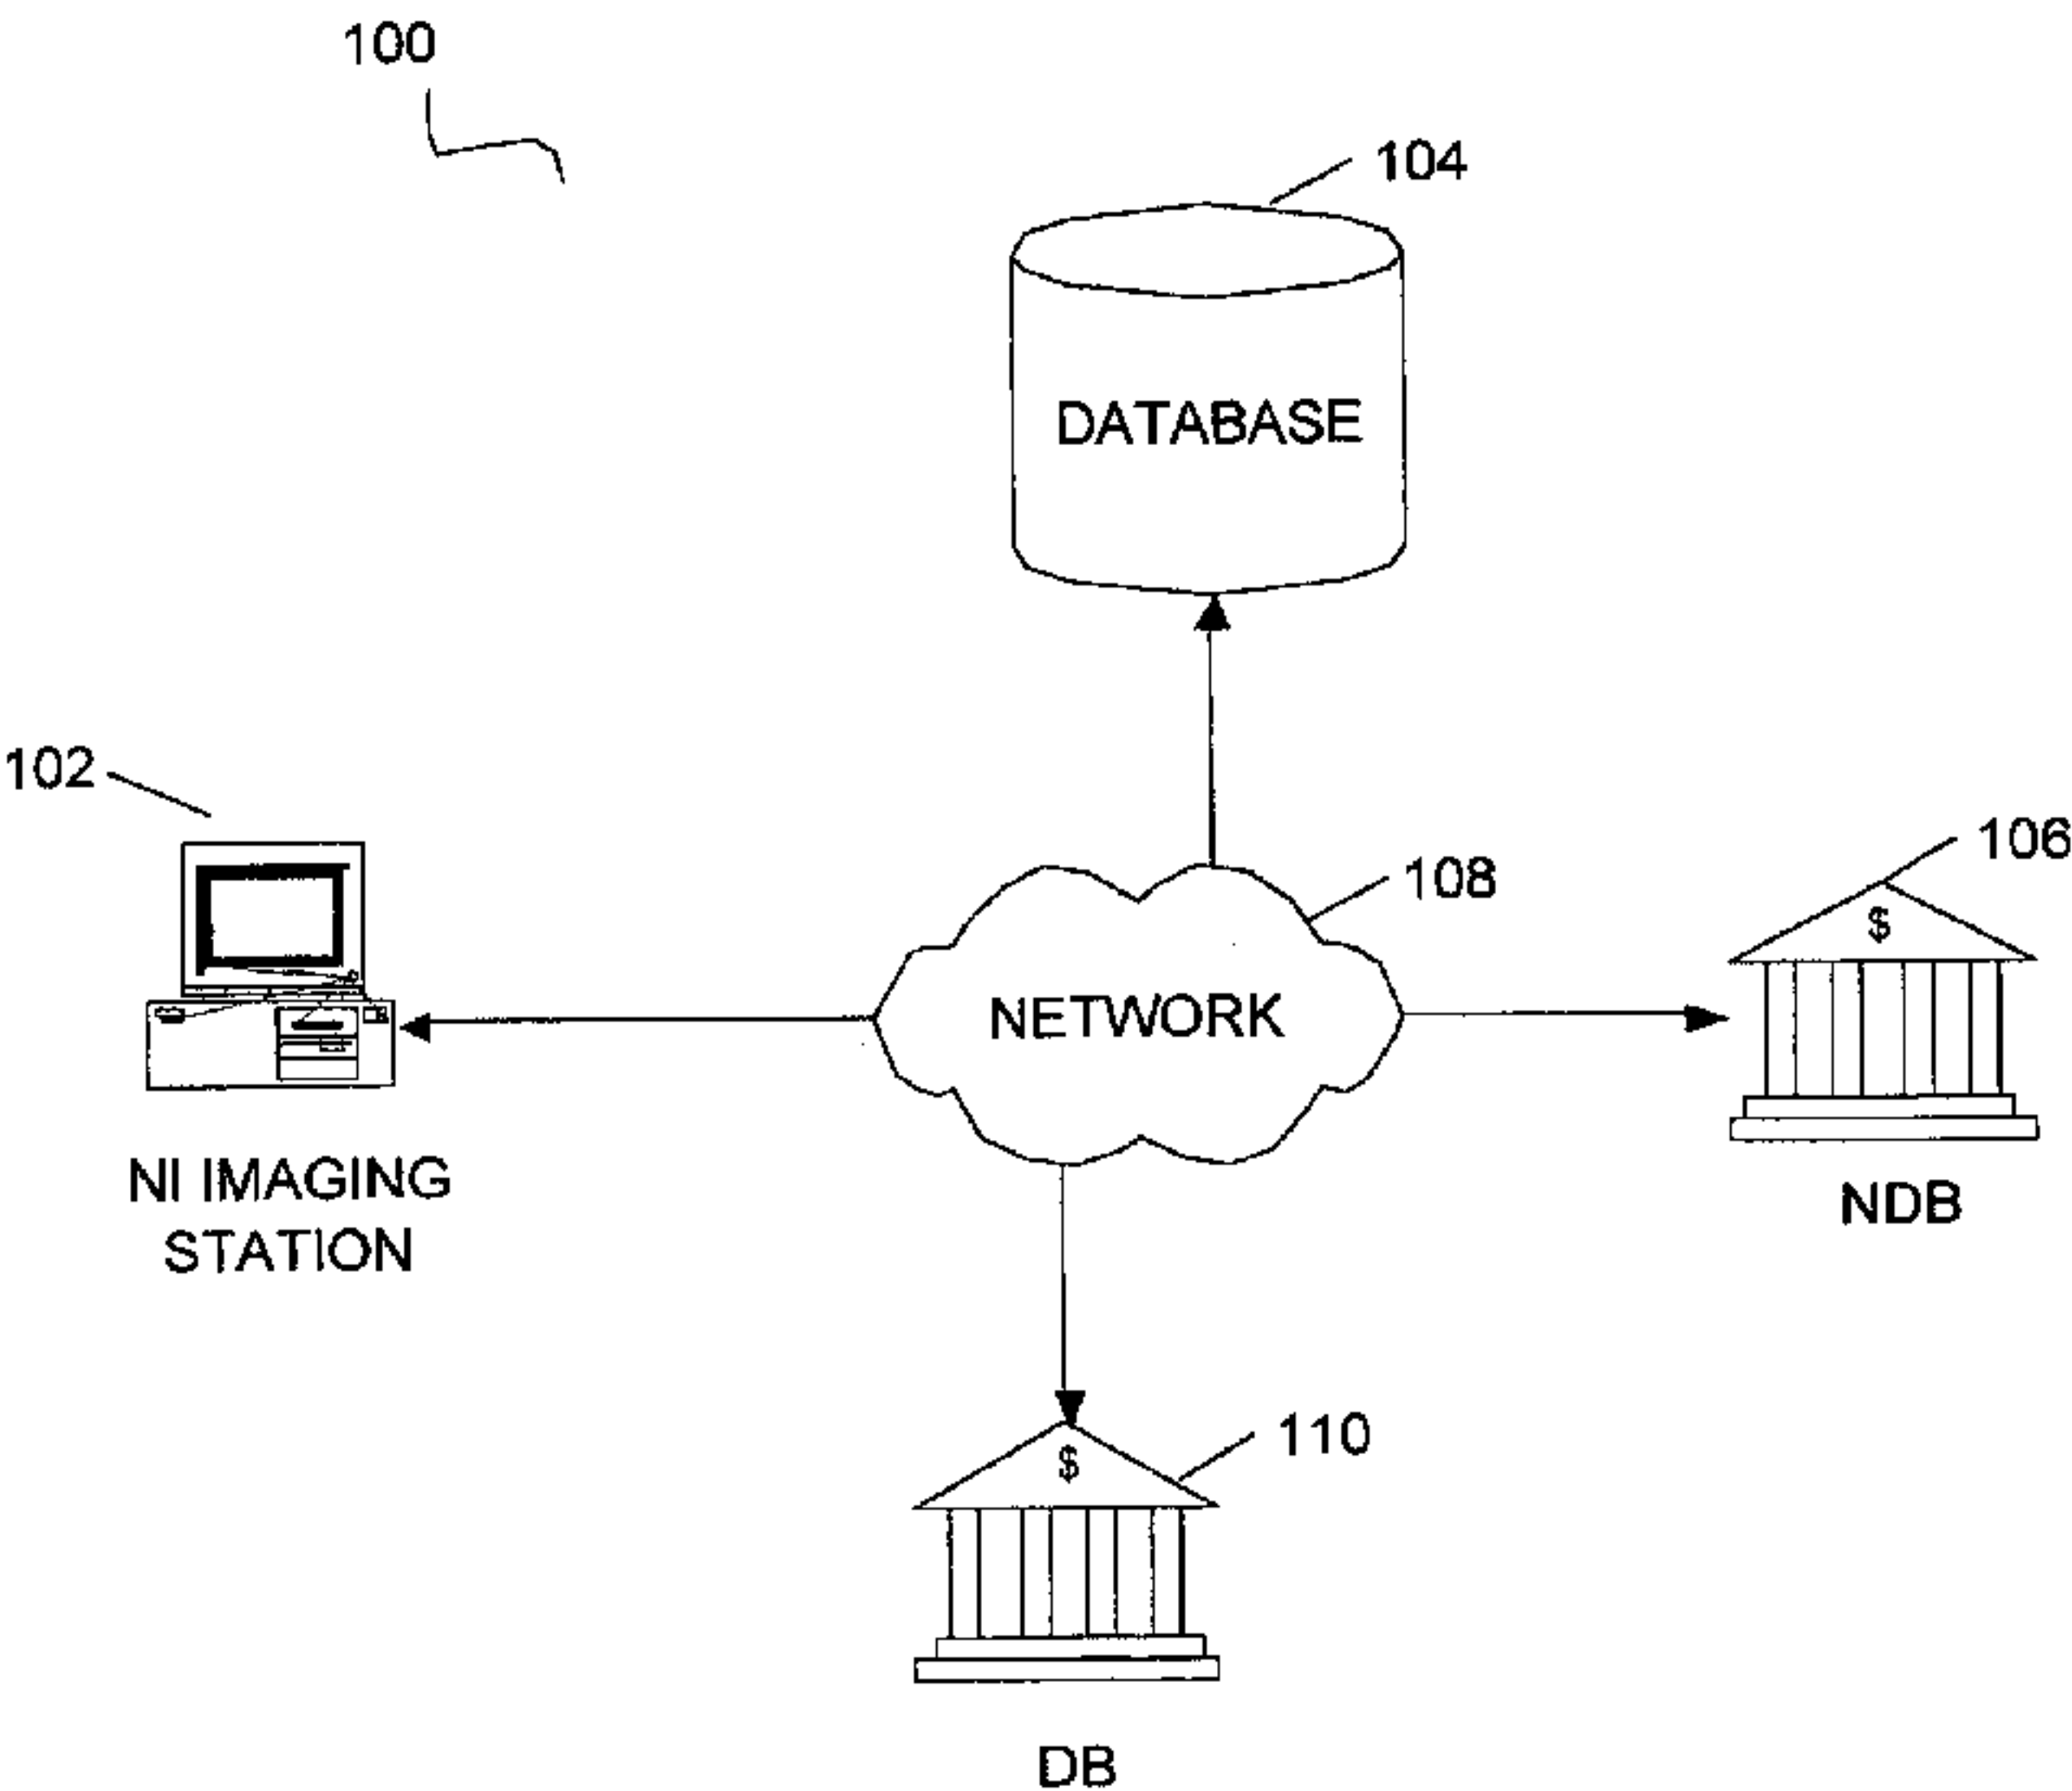 100
104
DATABASE
102
108
106
$
NETWORK
NI IMAGING
STATION
NDB
110
$
DB